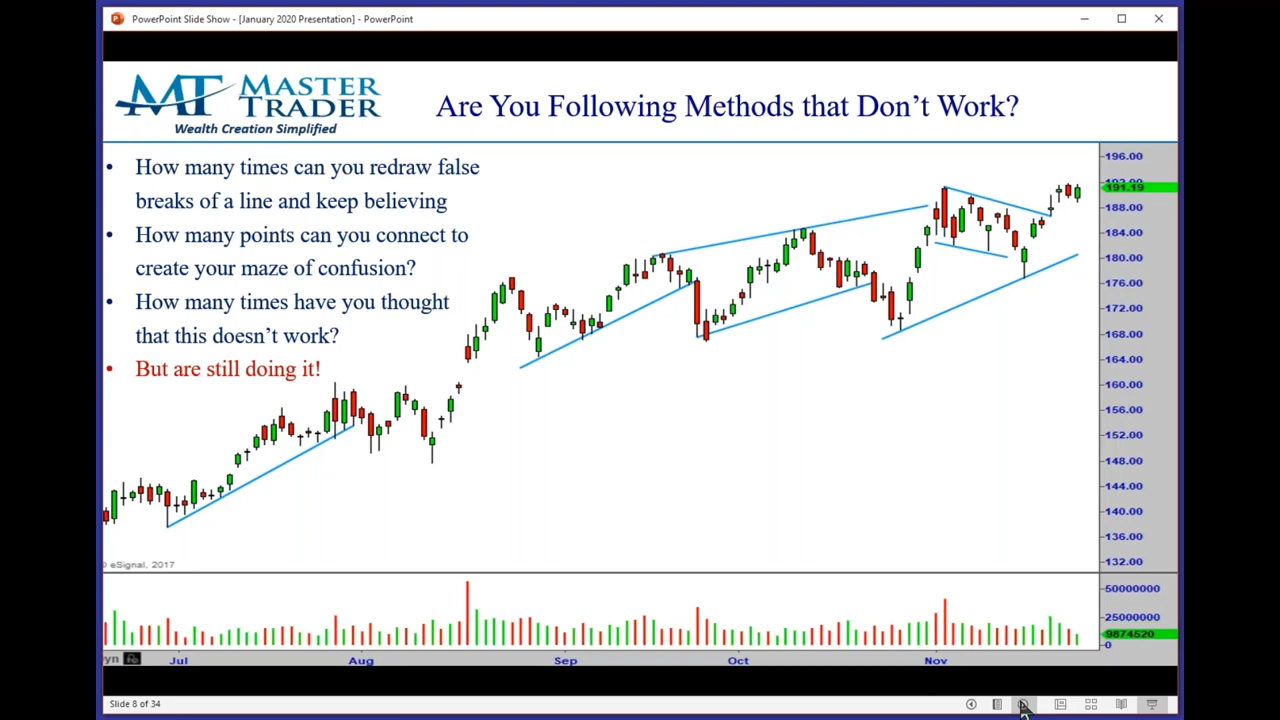 PowerPoint Slide Show - [January 2020 Presentation] - PowerPoint
MT MASTER TRADER
Wealth Creation Simplified
Are You Following Methods that Don't Work?
• How many times can you redraw false
breaks of a line and keep believing
• How many points can you connect to
create your maze of confusion?
• How many times have you thought
that this doesn't work?
• But are still doing it!
196.00
191.19
188.00
184.00
180.00
176.00
172.00
168.00
164.00
160.00
156.00
152.00
148.00
144.00
140.00
136.00
132.00
© eSignal, 2017
50000000
25000000
9874520
0
yn
Jul Aug Sep Oct Nov
Slide 8 of 34